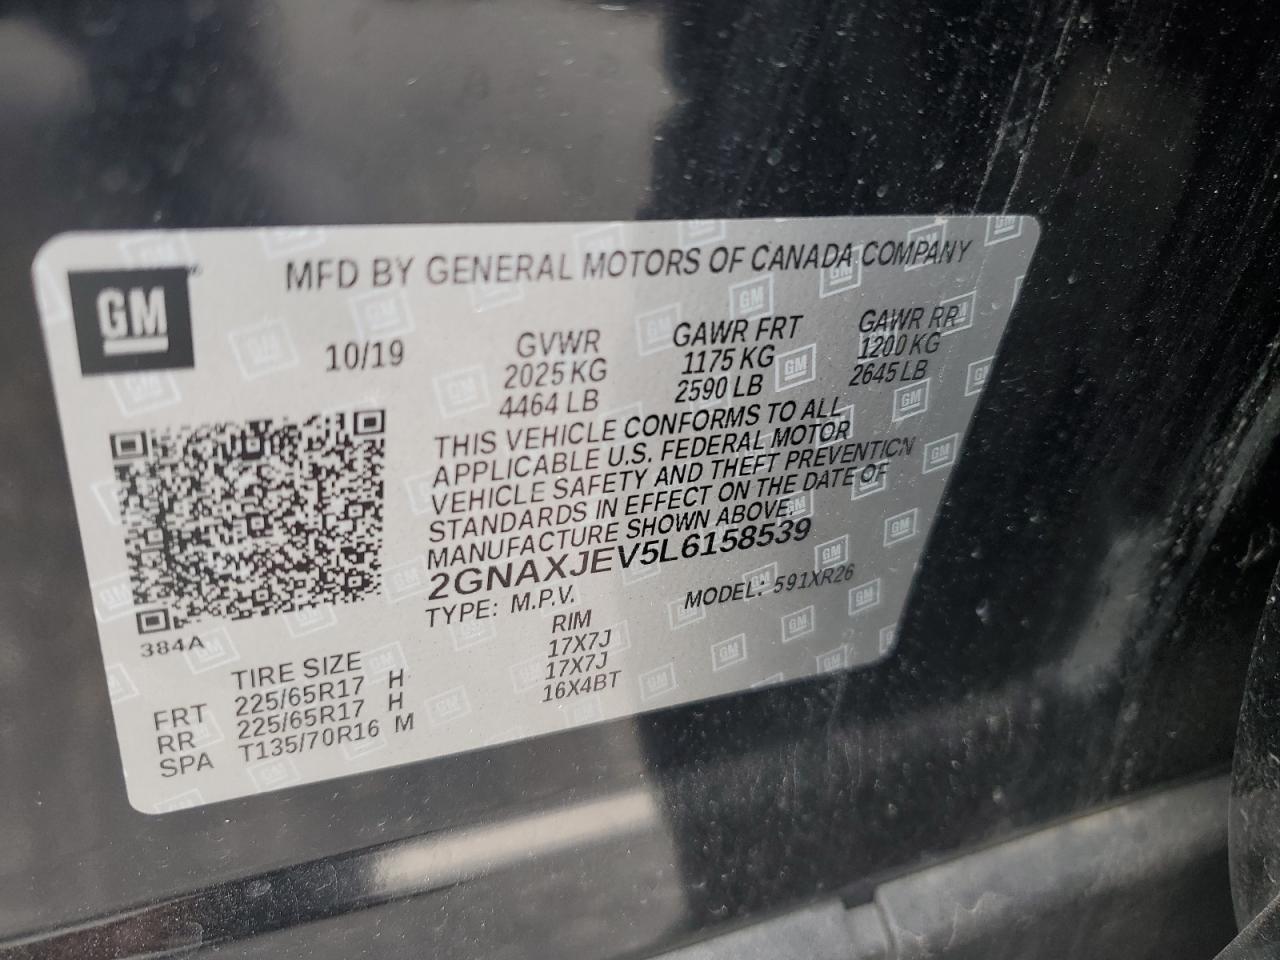 GM
MFD BY GENERAL MOTORS OF CANADA COMPANY
10/19
GVWR
2025 KG
4464 LB
GAWR FRT
1175 KG
2590 LB
GAWR RR
1200 KG
2645 LB
THIS VEHICLE CONFORMS TO ALL
APPLICABLE U.S. FEDERAL MOTOR
VEHICLE SAFETY AND THEFT PREVENTION
STANDARDS IN EFFECT ON THE DATE OF
MANUFACTURE SHOWN ABOVE.
2GNAXJEV5L6158539
TYPE: M.P.V. MODEL: 591XR26
384A
TIRE SIZE RIM
FRT 225/65R17 H 17X7J
RR 225/65R17 H 17X7J
SPA T135/70R16 M 16X4BT